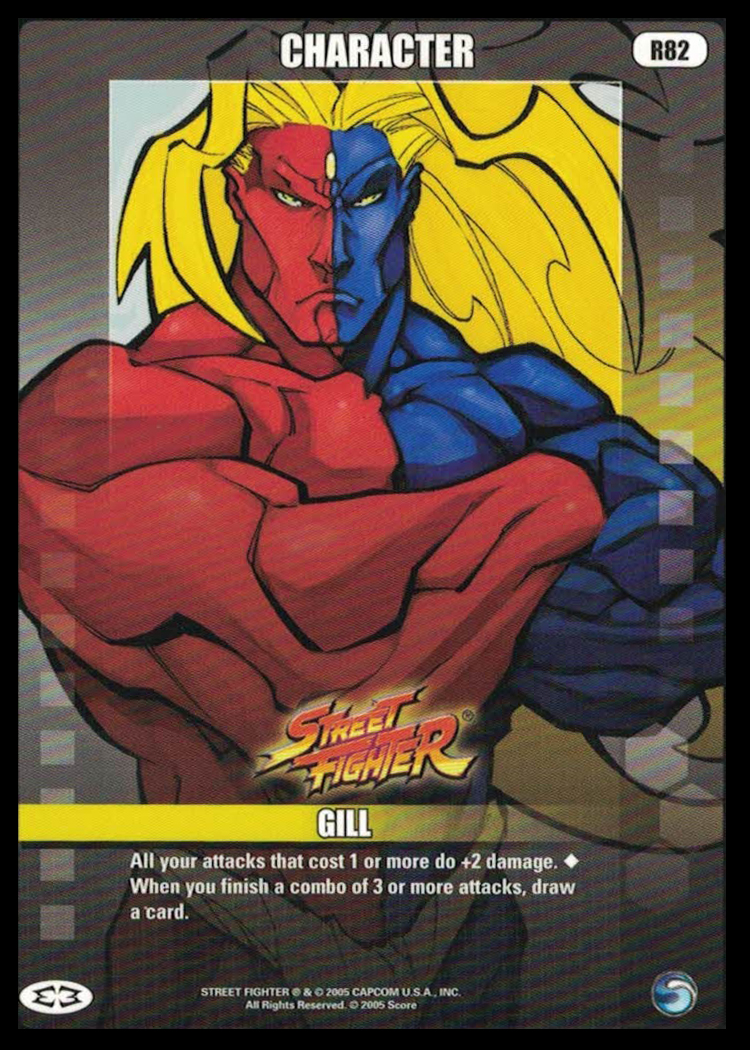 CHARACTER
R82
STREET
FIGHTER ®
GILL
All your attacks that cost 1 or more do +2 damage. ◆
When you finish a combo of 3 or more attacks, draw
a card.
STREET FIGHTER ® & © 2005 CAPCOM U.S.A., INC.
All Rights Reserved. © 2005 Score